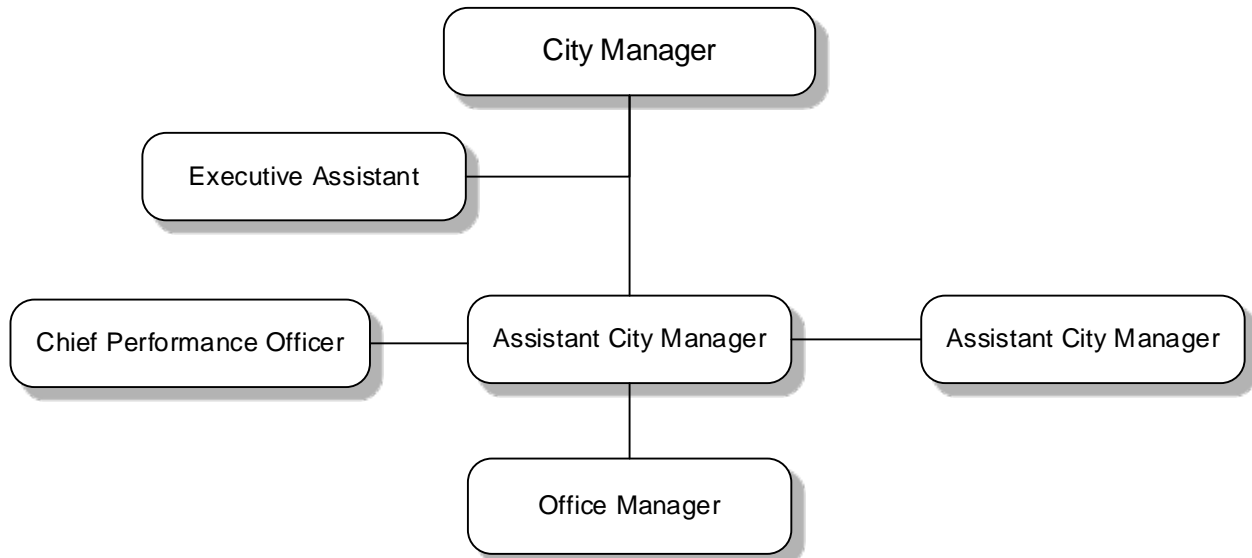 City Manager
Executive Assistant
Chief Performance Officer
Assistant City Manager
Assistant City Manager
Office Manager